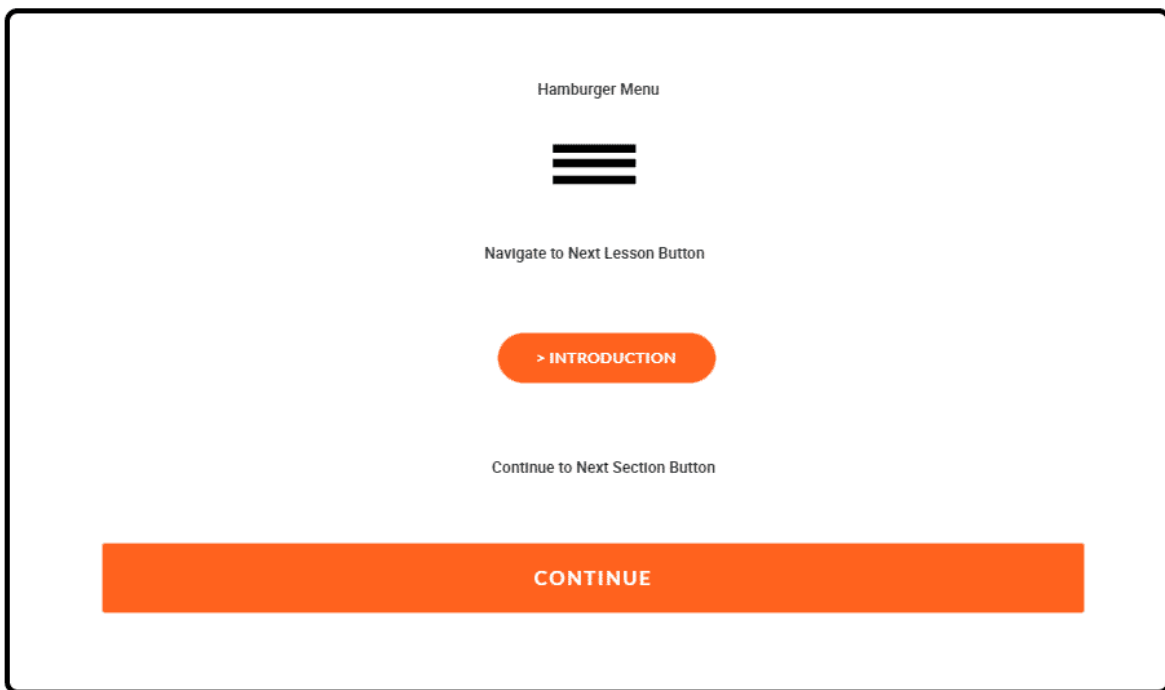 Hamburger Menu
Navigate to Next Lesson Button
> INTRODUCTION
Continue to Next Section Button
CONTINUE